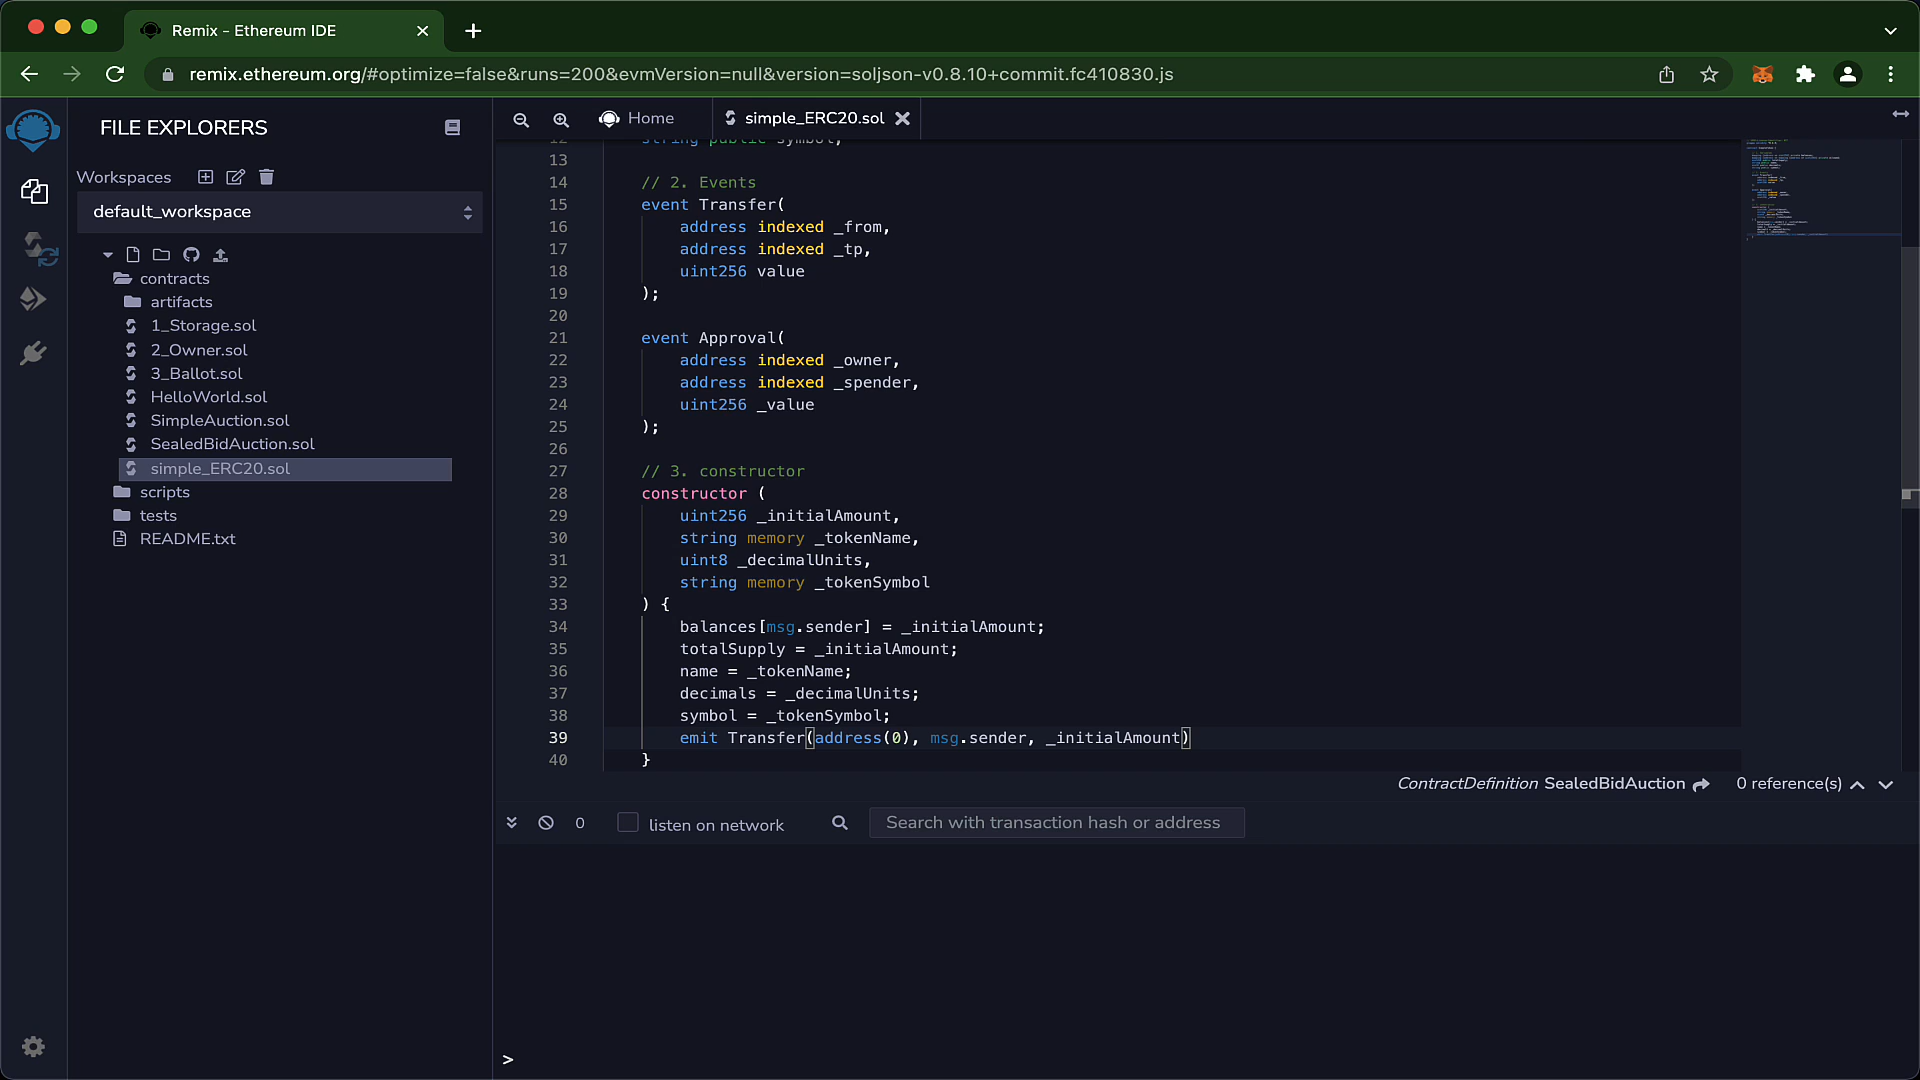 Remix - Ethereum IDE
remix.ethereum.org/#optimize=false&runs=200&evmVersion=null&version=soljson-v0.8.10+commit.fc410830.js
FILE EXPLORERS
Workspaces
default_workspace
contracts
artifacts
1_Storage.sol
2_Owner.sol
3_Ballot.sol
HelloWorld.sol
SimpleAuction.sol
SealedBidAuction.sol
simple_ERC20.sol
scripts
tests
README.txt
Home
simple_ERC20.sol
12 string public symbol;
13
14 // 2. Events
15 event Transfer(
16 address indexed _from,
17 address indexed _tp,
18 uint256 value
19 );
20
21 event Approval(
22 address indexed _owner,
23 address indexed _spender,
24 uint256 _value
25 );
26
27 // 3. constructor
28 constructor (
29 uint256 _initialAmount,
30 string memory _tokenName,
31 uint8 _decimalUnits,
32 string memory _tokenSymbol
33 ) {
34 balances[msg.sender] = _initialAmount;
35 totalSupply = _initialAmount;
36 name = _tokenName;
37 decimals = _decimalUnits;
38 symbol = _tokenSymbol;
39 emit Transfer(address(0), msg.sender, _initialAmount)
40 }
ContractDefinition SealedBidAuction 0 reference(s)
0 listen on network Search with transaction hash or address
>